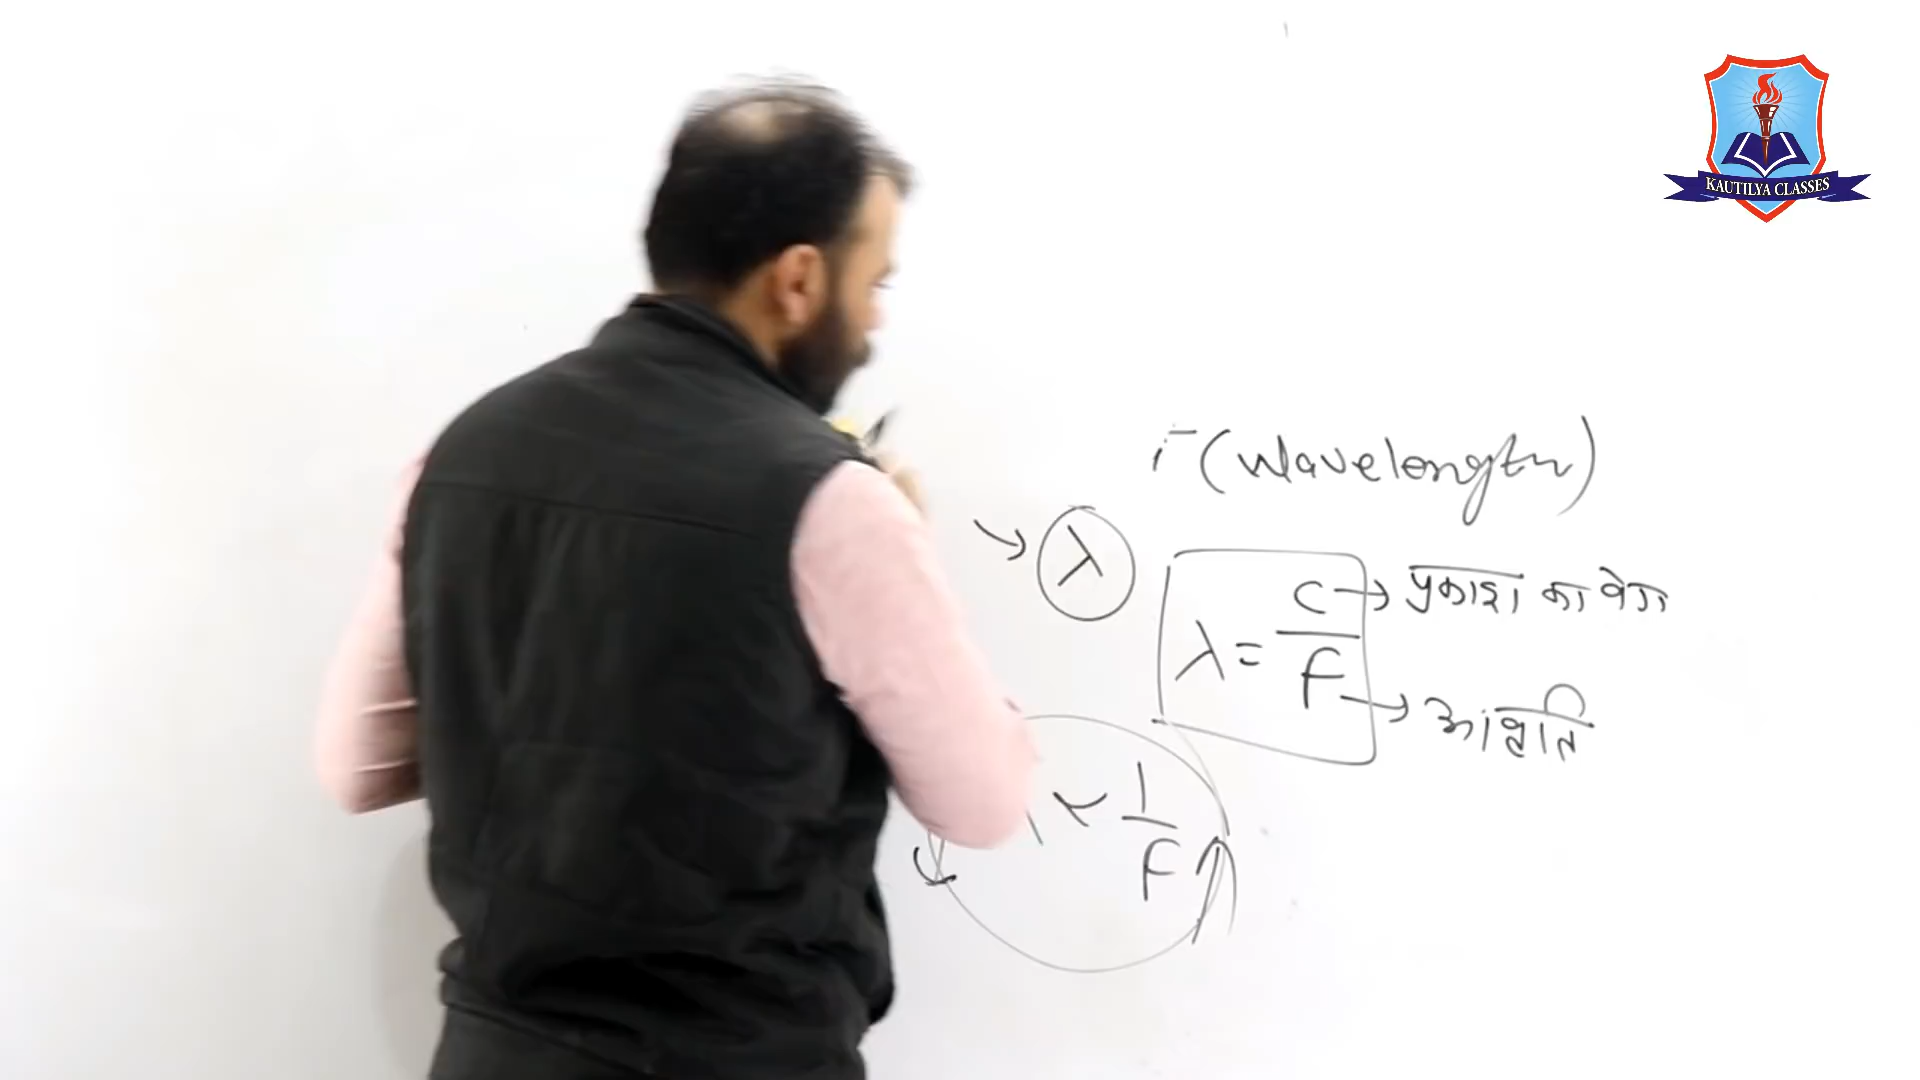 KAUTILYA CLASSES
(Wavelength)
λ
λ = C/F
C → प्रकाश का वेग
F → आवृति
∝ 1/F ↑